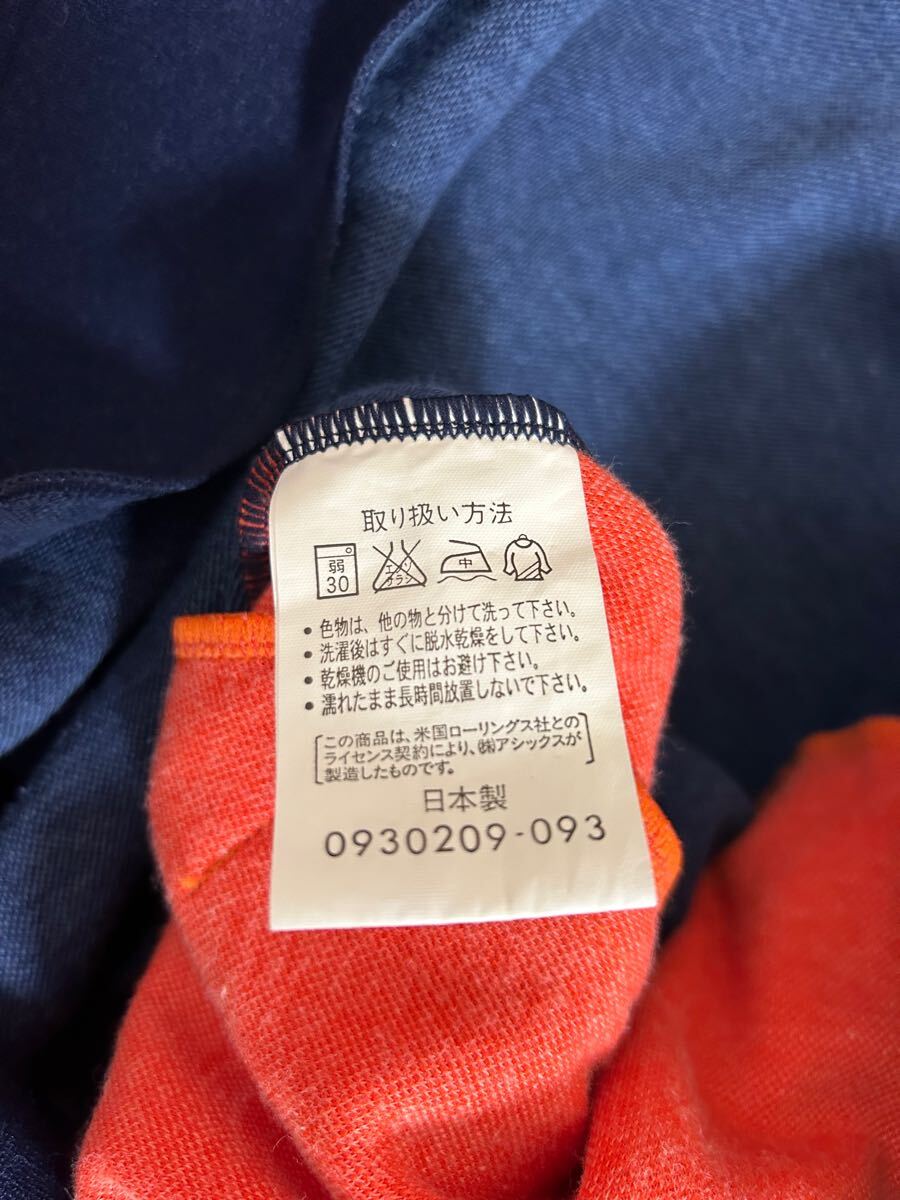 取り扱い方法
弱
30
エンソ
サラシ
中
• 色物は、他の物と分けて洗って下さい。
• 洗濯後はすぐに脱水乾燥をして下さい。
• 乾燥機のご使用はお避け下さい。
• 濡れたまま長時間放置しないで下さい。
この商品は、米国ローリングス社との
ライセンス契約により、㈱アシックスが
製造したものです。
日本製
0930209-093